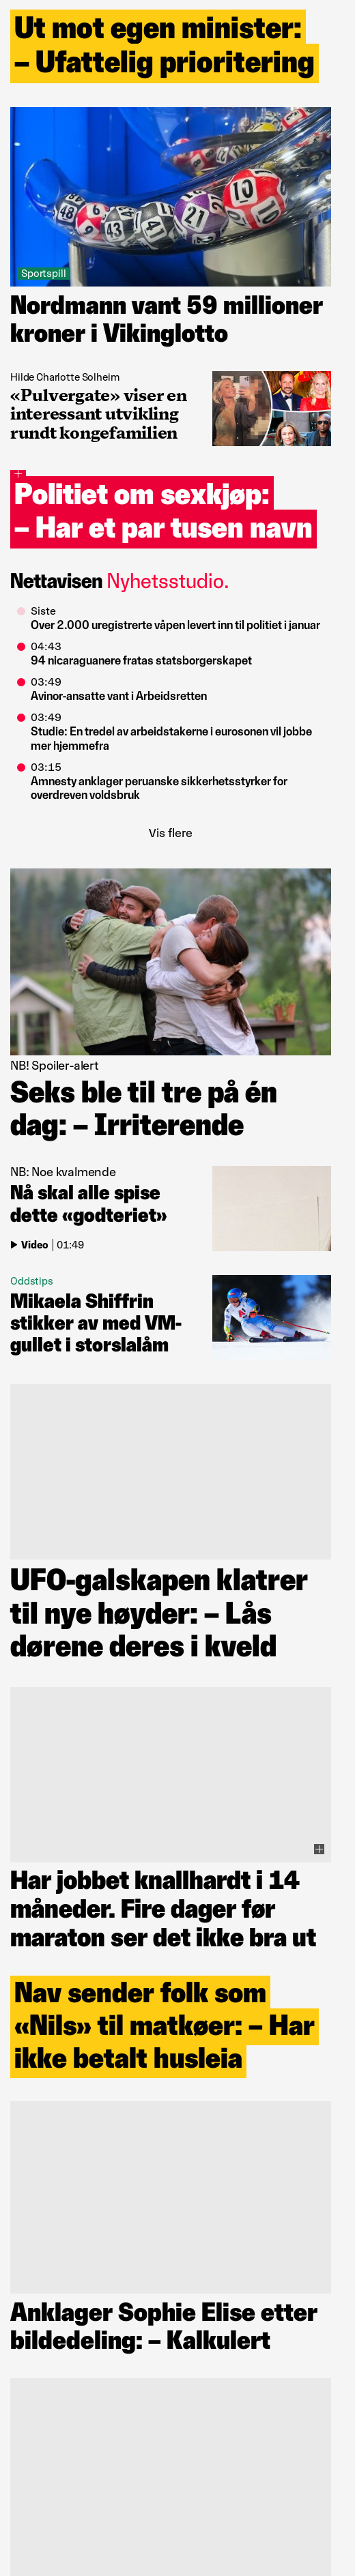 Ut mot egen minister:
– Ufattelig prioritering
48
9
43
44
21
10
Sportspill
Nordmann vant 59 millioner
kroner i Vikinglotto
Hilde Charlotte Solheim
«Pulvergate» viser en
interessant utvikling
rundt kongefamilien
Politiet om sexkjøp:
– Har et par tusen navn
Nettavisen Nyhetsstudio.
Siste
Over 2.000 uregistrerte våpen levert inn til politiet i januar
04:43
94 nicaraguanere fratas statsborgerskapet
03:49
Avinor-ansatte vant i Arbeidsretten
03:49
Studie: En tredel av arbeidstakerne i eurosonen vil jobbe
mer hjemmefra
03:15
Amnesty anklager peruanske sikkerhetsstyrker for
overdreven voldsbruk
Vis flere
NB! Spoiler-alert
Seks ble til tre på én
dag: – Irriterende
NB: Noe kvalmende
Nå skal alle spise
dette «godteriet»
Video | 01:49
Oddstips
Mikaela Shiffrin
stikker av med VM-
gullet i storslalåm
UFO-galskapen klatrer
til nye høyder: – Lås
dørene deres i kveld
Har jobbet knallhardt i 14
måneder. Fire dager før
maraton ser det ikke bra ut
Nav sender folk som
«Nils» til matkøer: – Har
ikke betalt husleia
Anklager Sophie Elise etter
bildedeling: – Kalkulert